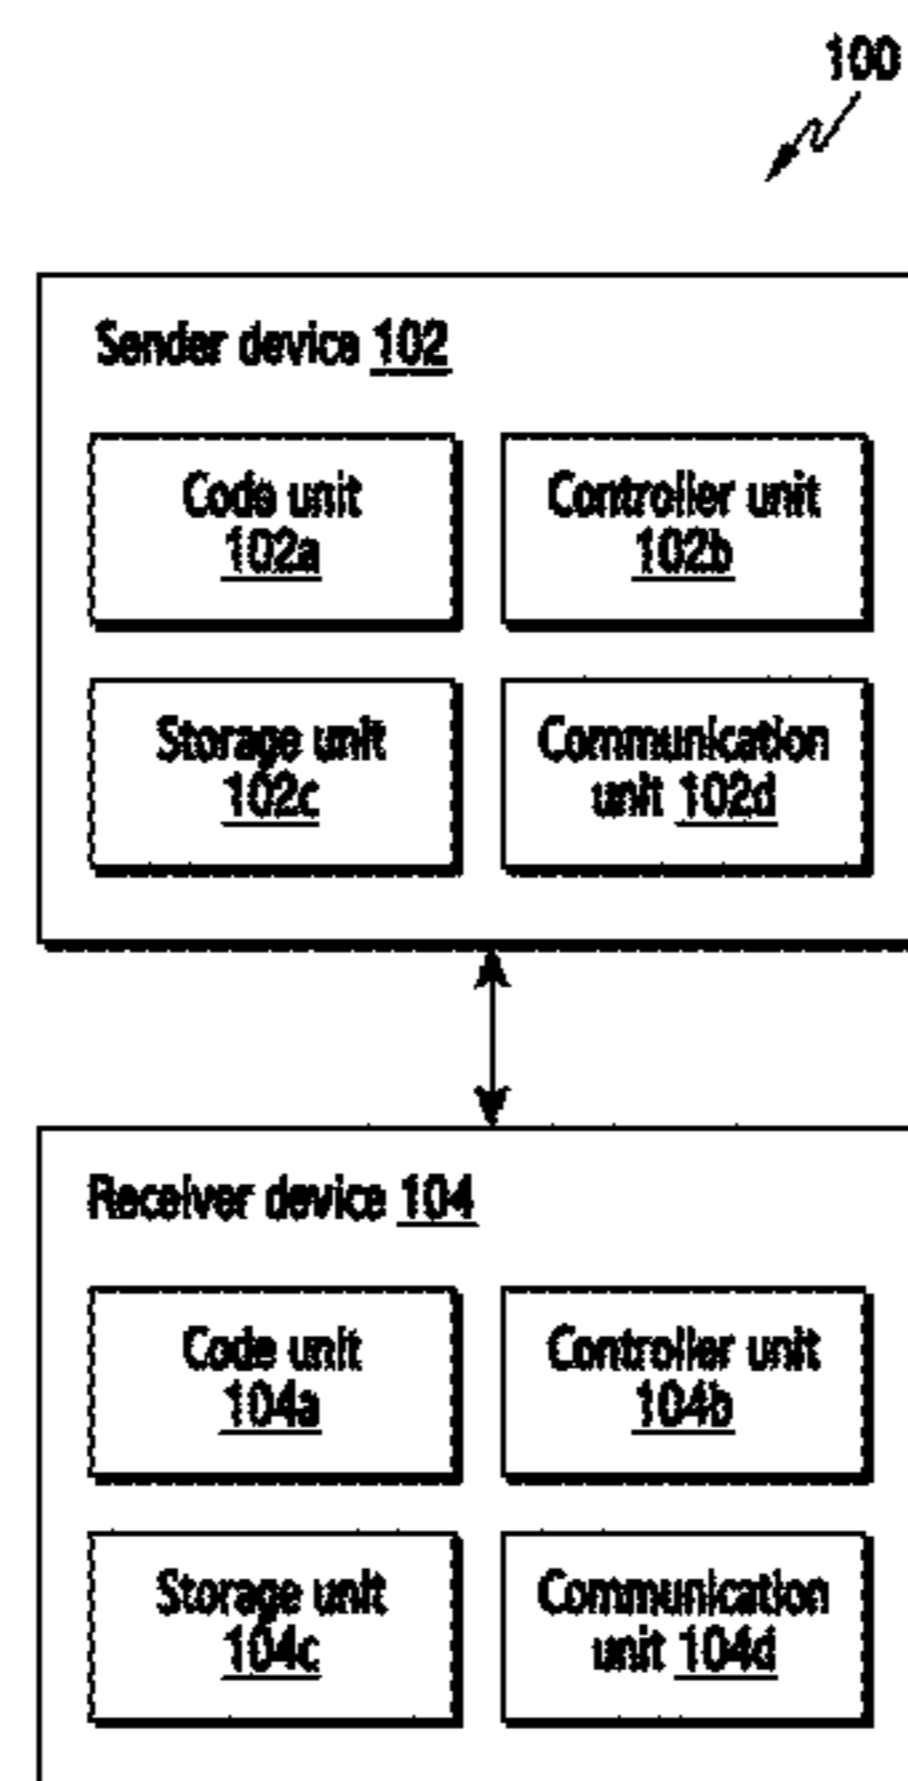 100
Sender device 102
Code unit
102a
Controller unit
102b
Storage unit
102c
Communication
unit 102d
Receiver device 104
Code unit
104a
Controller unit
104b
Storage unit
104c
Communication
unit 104d